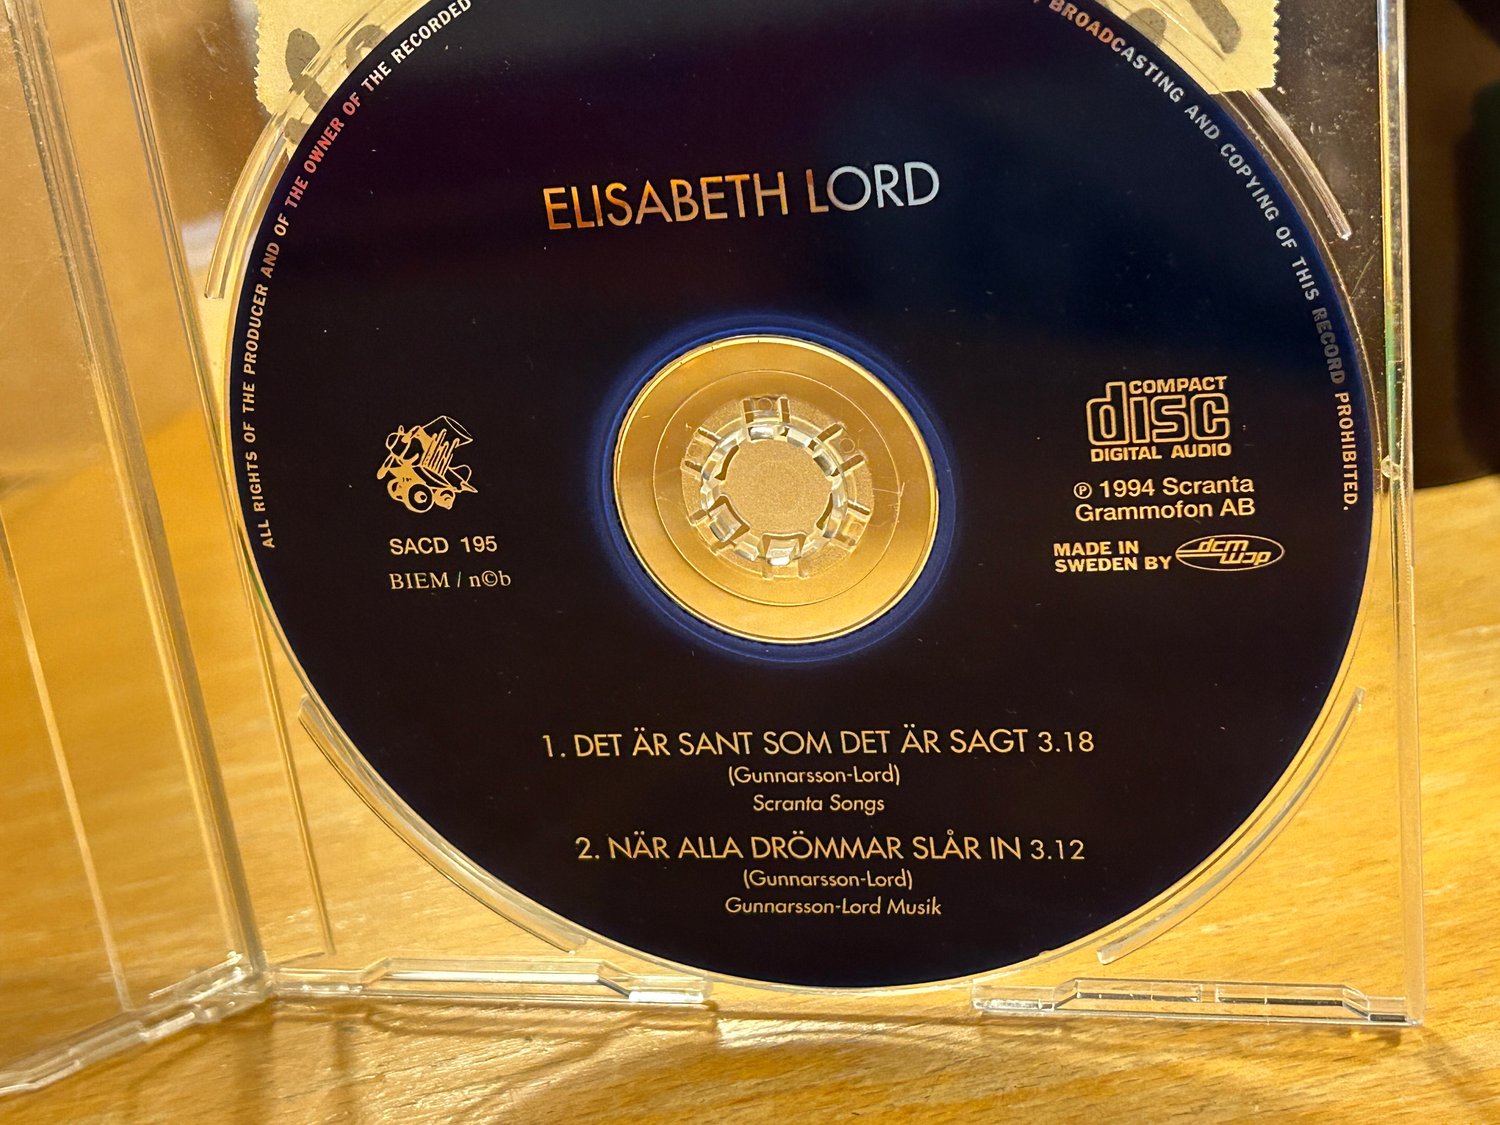 ALL RIGHTS OF THE PRODUCER AND OF THE OWNER OF THE RECORDED
BROADCASTING AND COPYING OF THIS RECORD PROHIBITED.
ELISABETH LORD
SACD 195
BIEM / n©b
COMPACT
disc
DIGITAL AUDIO
℗ 1994 Scranta
Grammofon AB
MADE IN
SWEDEN BY
dcm
1. DET ÄR SANT SOM DET ÄR SAGT 3.18
(Gunnarsson-Lord)
Scranta Songs
2. NÄR ALLA DRÖMMAR SLÅR IN 3.12
(Gunnarsson-Lord)
Gunnarsson-Lord Musik